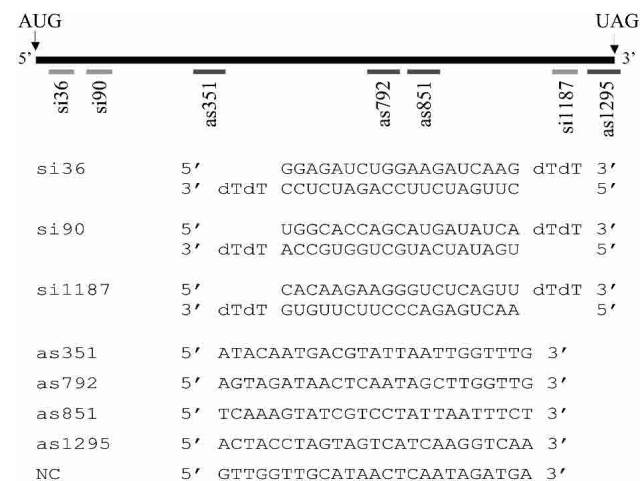 AUG UAG
5' 3'
si36 si90 as351 as792 as851 si1187 as1295
si36 5' GGAGAUCUGGAAGAUCAAG dTdT 3'
3' dTdT CCUCUAGACCUUCUAGUUC 5'
si90 5' UGGCACCAGCAUGAUAUCA dTdT 3'
3' dTdT ACCGUGGUCGUACUAUAGU 5'
si1187 5' CACAAGAAGGGUCUCAGUU dTdT 3'
3' dTdT GUGUUCUUCCCAGAGUCAA 5'
as351 5' ATACAATGACGTATTAATTGGTTTG 3'
as792 5' AGTAGATAACTCAATAGCTTGGTTG 3'
as851 5' TCAAAGTATCGTCCTATTAATTTCT 3'
as1295 5' ACTACCTAGTAGTCATCAAGGTCAA 3'
NC 5' GTTGGTTGCATAACTCAATAGATGA 3'